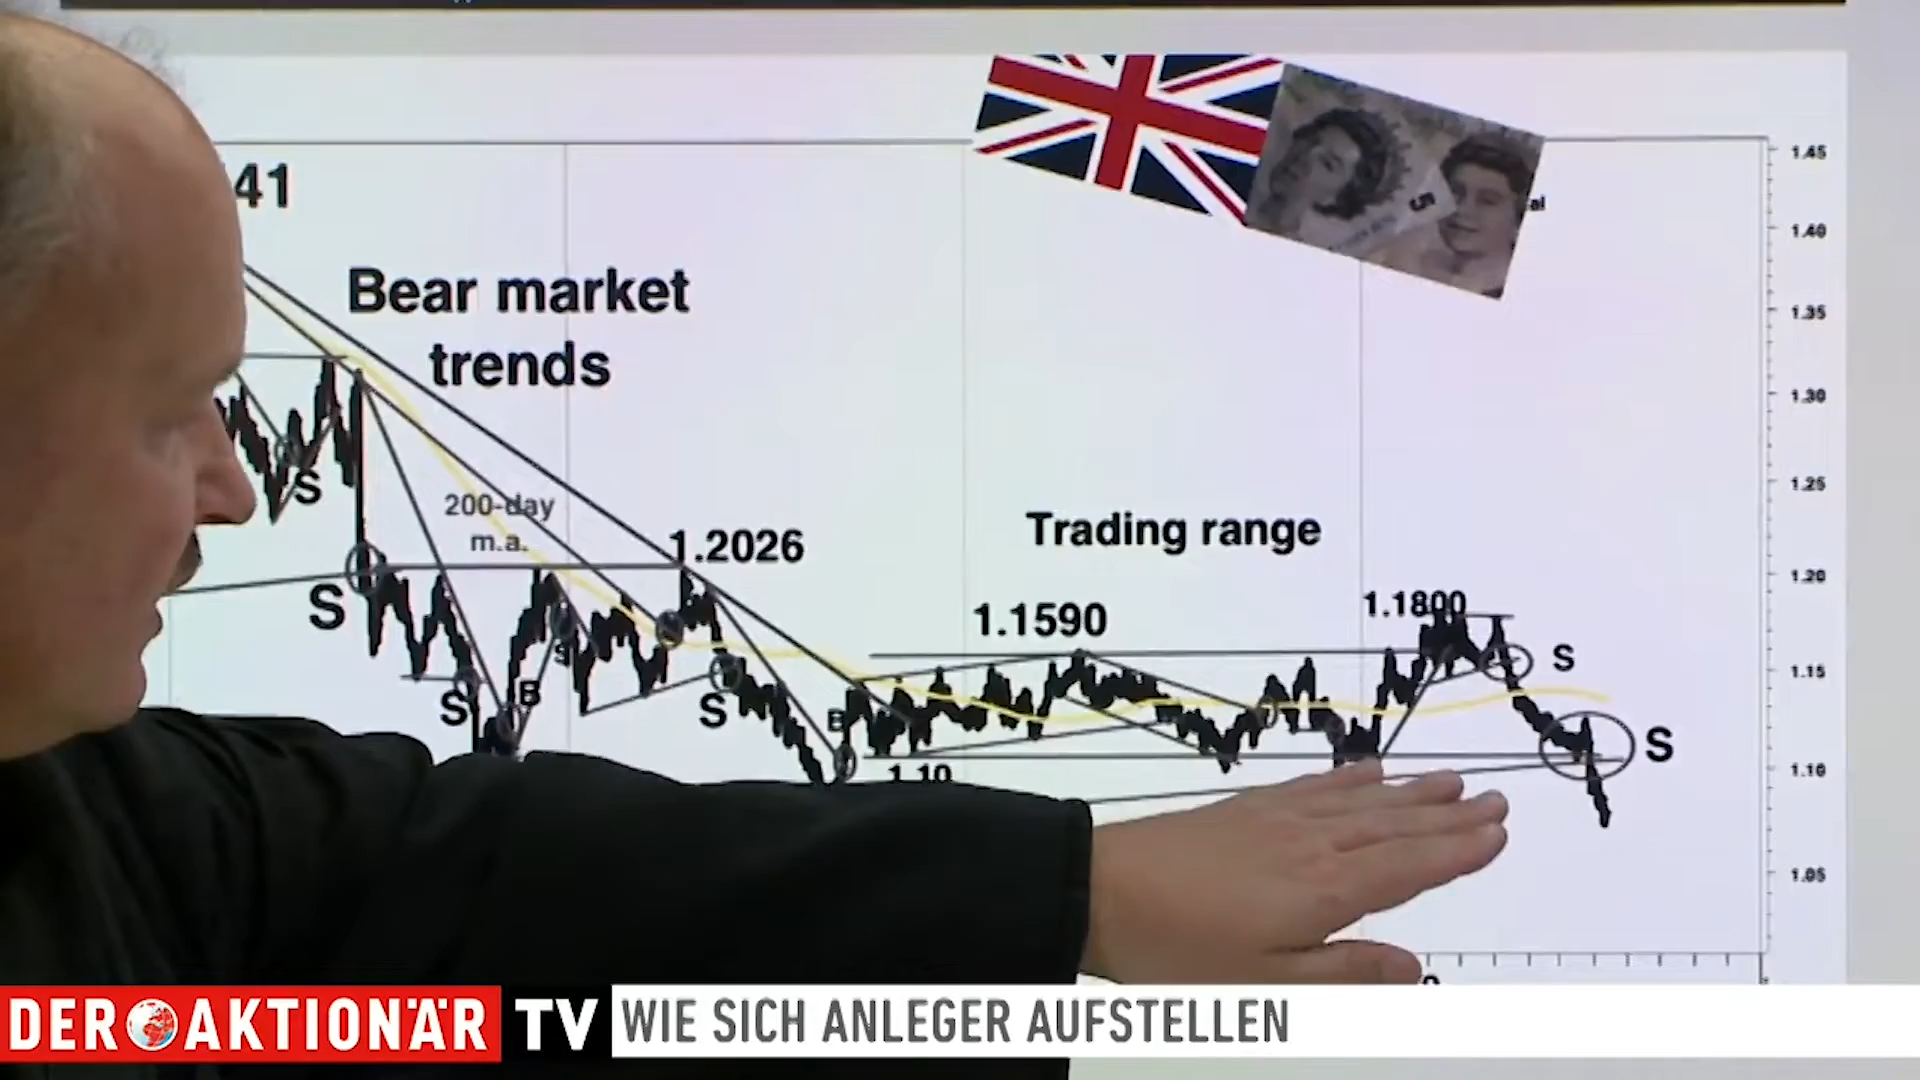 41
Bear market
trends
200-day
m.a.
1.2026
Trading range
1.1590
1.1800
1.10
S
S
S
B
S
S
B
S
S
5
al
1.45
1.40
1.35
1.30
1.25
1.20
1.15
1.10
1.05
DER AKTIONÄR TV
WIE SICH ANLEGER AUFSTELLEN